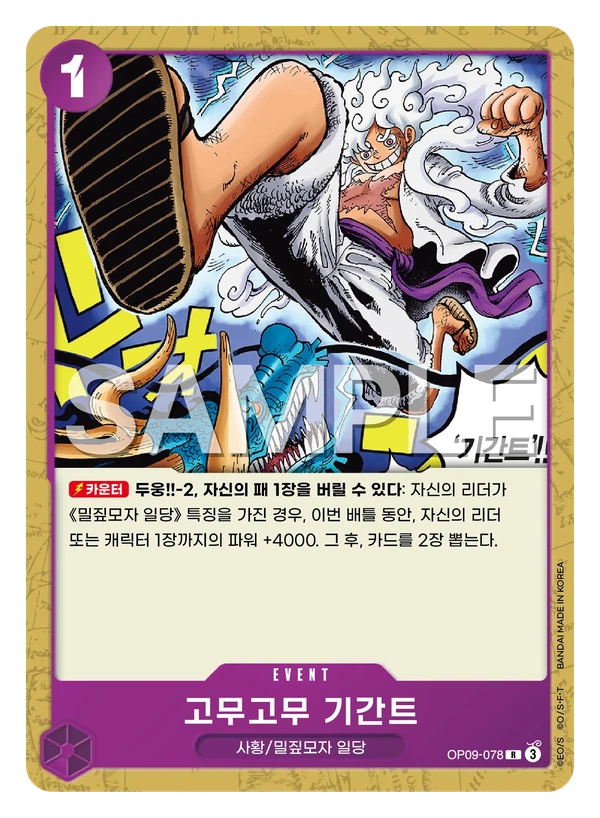 1
SAMPLE
'기간트'!!
카운터 두웅!!-2, 자신의 패 1장을 버릴 수 있다: 자신의 리더가
《밀짚모자 일당》 특징을 가진 경우, 이번 배틀 동안, 자신의 리더
또는 캐릭터 1장까지의 파워 +4000. 그 후, 카드를 2장 뽑는다.
EVENT
고무고무 기간트
사황/밀짚모자 일당
OP09-078 R 3
©E.O/S. ©O/S・F・T BANDAI MADE IN KOREA